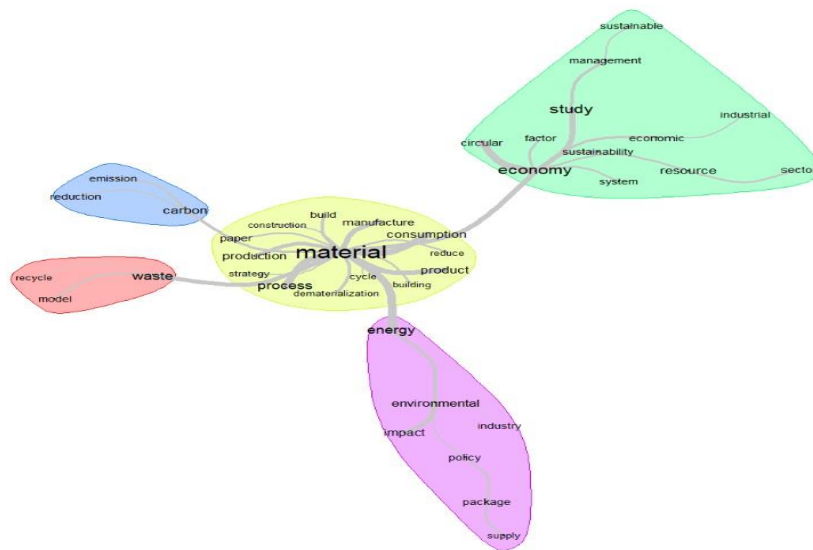 sustainable
management
study
circular
factor
economic
industrial
sustainability
economy
resource
sector
system
emission
reduction
carbon
build
construction
manufacture
paper
consumption
material
reduce
production
product
strategy
cycle
process
building
dematerialization
waste
recycle
model
energy
environmental
industry
impact
policy
package
supply